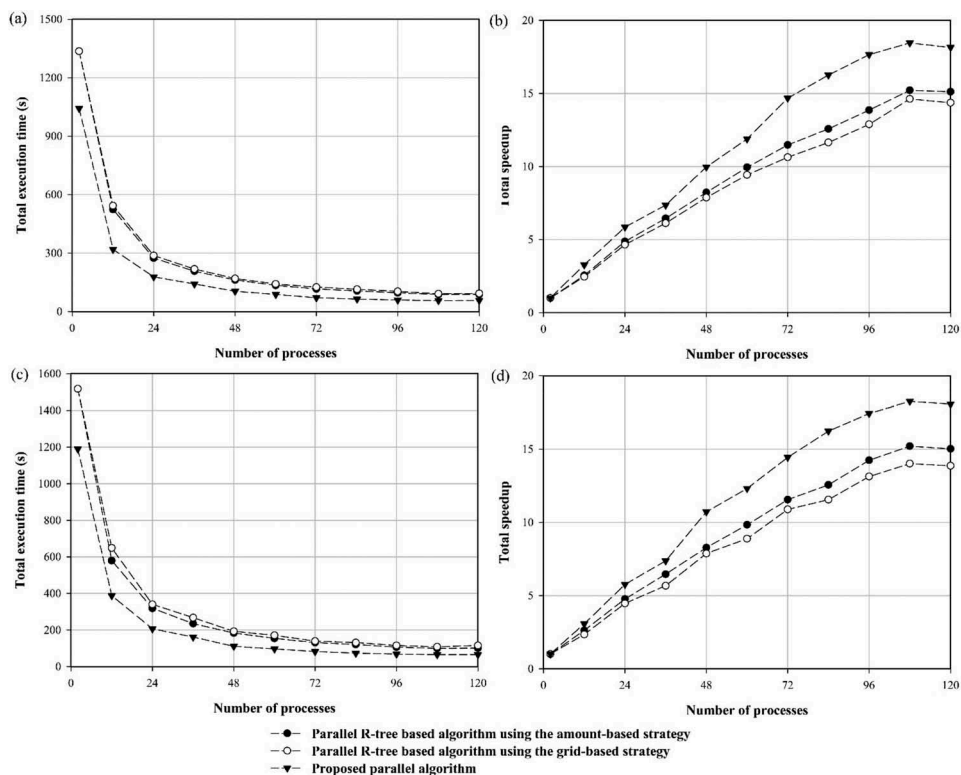 (a)
1500
1200
900
600
300
0
Total execution time (s)
0 24 48 72 96 120
Number of processes
(b)
20
15
10
5
0
Total speedup
0 24 48 72 96 120
Number of processes
(c)
1600
1400
1200
1000
800
600
400
200
0
Total execution time (s)
0 24 48 72 96 120
Number of processes
(d)
20
15
10
5
0
Total speedup
0 24 48 72 96 120
Number of processes
Parallel R-tree based algorithm using the amount-based strategy
Parallel R-tree based algorithm using the grid-based strategy
Proposed parallel algorithm